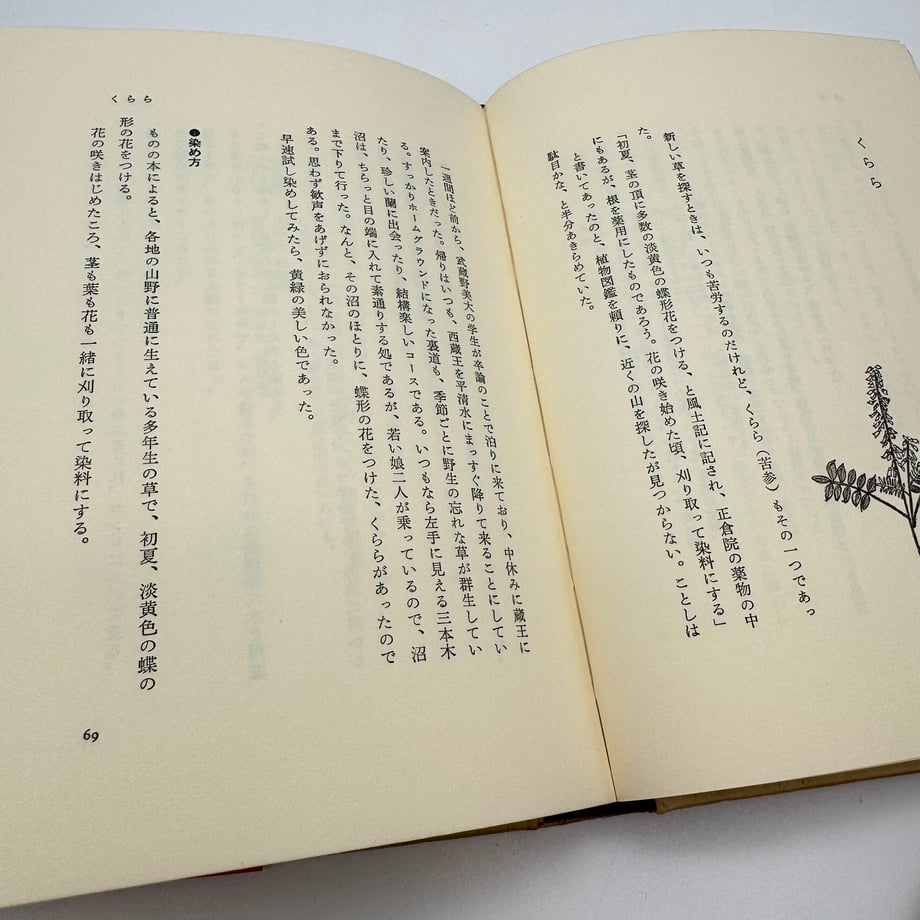 くらら
新しい草を探すときは、いつも苦労するのだけれど、くらら（苦参）もその一つであっ
た。
「初夏、茎の頂に多数の淡黄色の蝶形花をつける、と風土記に記され、正倉院の薬物の中
にもあるが、根を薬用にしたものであろう。花の咲き始めた頃、刈り取って染料にする」
と書いてあったのと、植物図鑑を頼りに、近くの山を探したが見つからない。ことしは
駄目かな、と半分あきらめていた。
一週間ほど前から、武蔵野美大の学生が卒論のことで泊りに来ており、中休みに蔵王に
案内したときだった。帰りはいつも、西蔵王を平清水にまっすぐ降りて来ることにしてい
る。すっかりホームグラウンドになった裏道も、季節ごとに野生の忘れな草が群生してい
たり、珍しい蘭に出会ったり、結構楽しいコースである。いつもなら左手に見える三本木
沼は、ちらっと目の端に入れて素通りする処であるが、若い娘二人が乗っているので、沼
まで下りて行った。なんと、その沼のほとりに、蝶形の花をつけた、くららがあったので
ある。思わず歓声をあげずにおられなかった。
早速試し染めしてみたら、黄緑の美しい色であった。
●染め方
ものの本によると、各地の山野に普通に生えている多年生の草で、初夏、淡黄色の蝶の
形の花をつける。
花の咲きはじめたころ、茎も葉も花も一緒に刈り取って染料にする。
くらら
69